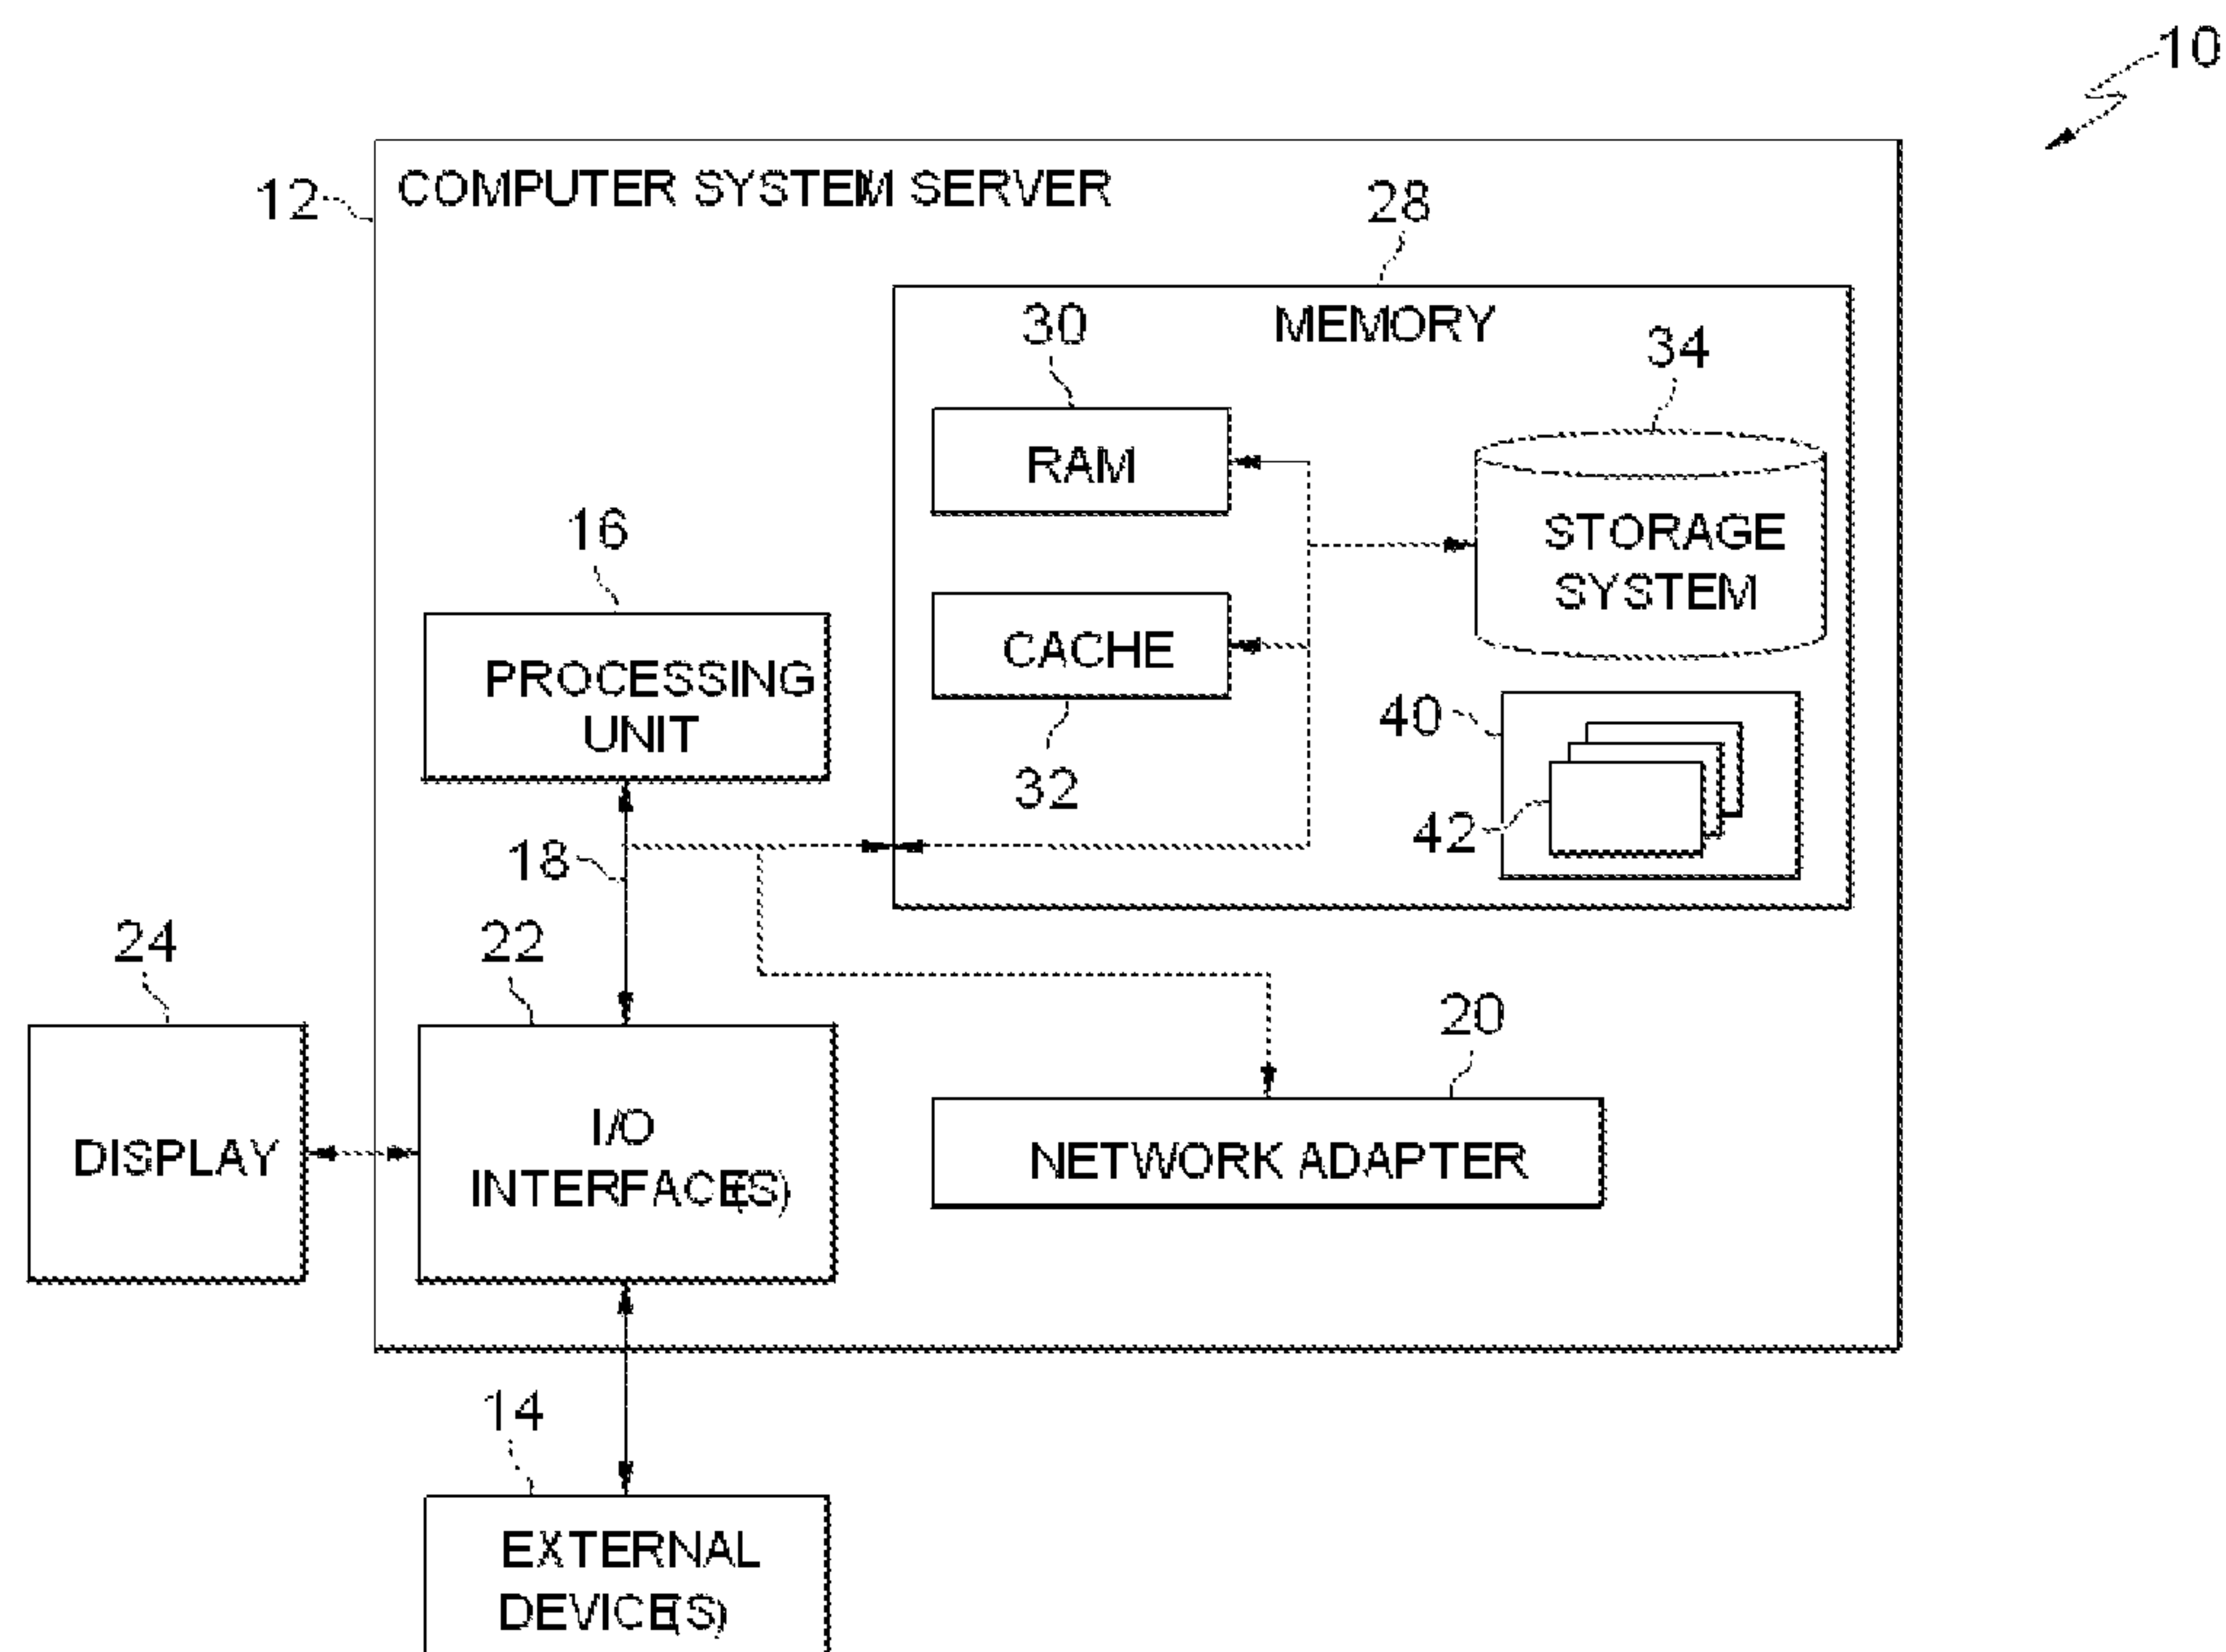 10
12
COMPUTER SYSTEM SERVER
28
MEMORY
30
34
RAM
STORAGE
SYSTEM
16
PROCESSING
UNIT
CACHE
32
40
42
18
24
22
20
DISPLAY
I/O
INTERFACE(S)
NETWORK ADAPTER
14
EXTERNAL
DEVICE(S)